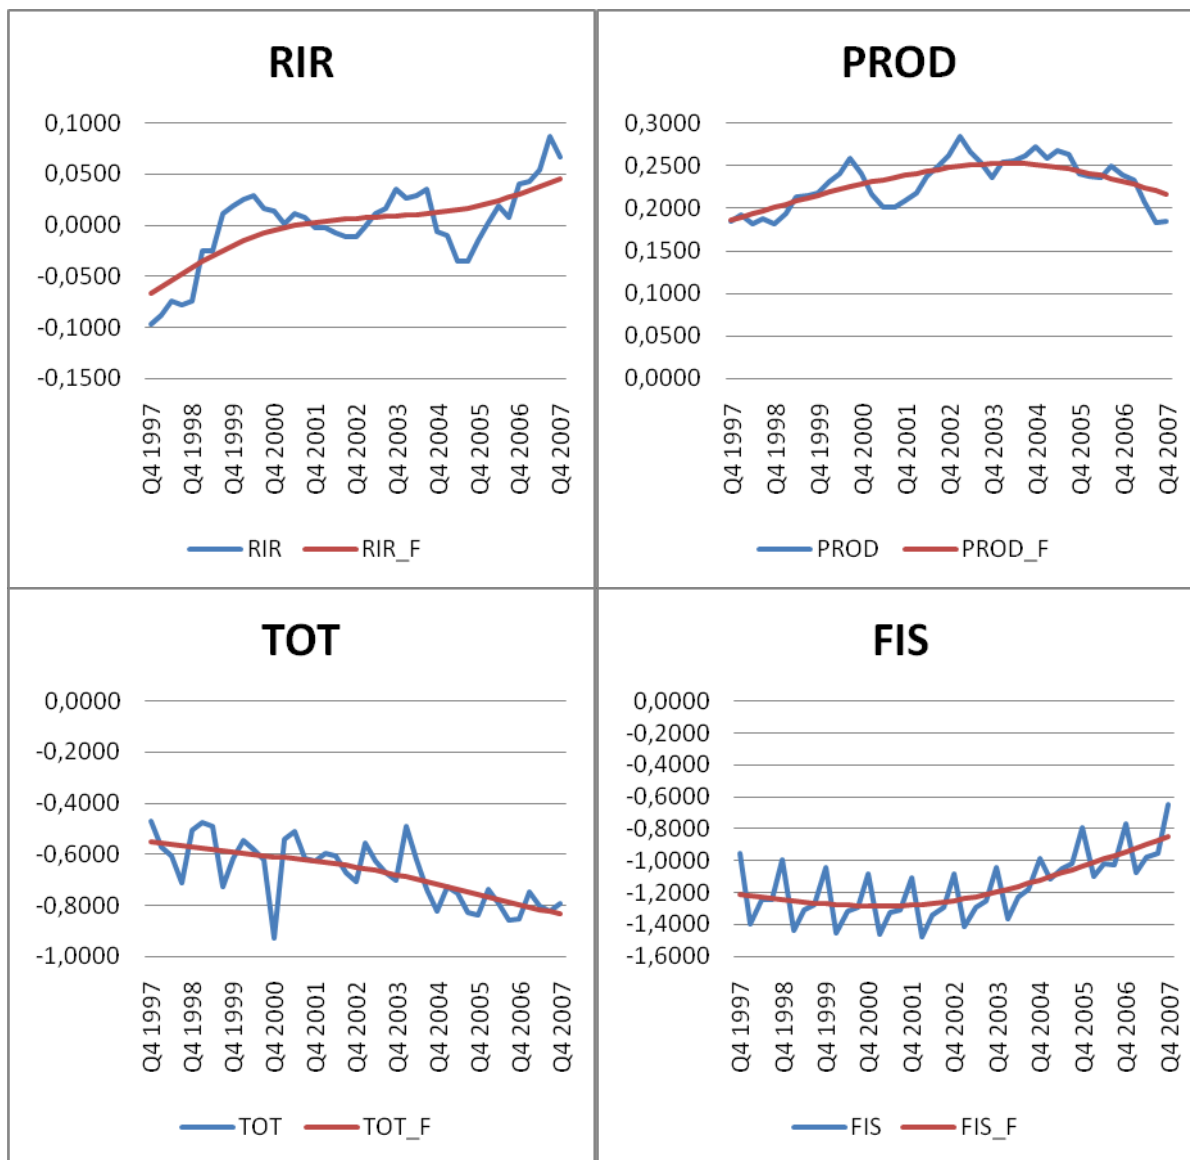 RIR
0,1000
0,0500
0,0000
-0,0500
-0,1000
-0,1500
Q4 1997
Q4 1998
Q4 1999
Q4 2000
Q4 2001
Q4 2002
Q4 2003
Q4 2004
Q4 2005
Q4 2006
Q4 2007
RIR RIR_F
PROD
0,3000
0,2500
0,2000
0,1500
0,1000
0,0500
0,0000
Q4 1997
Q4 1998
Q4 1999
Q4 2000
Q4 2001
Q4 2002
Q4 2003
Q4 2004
Q4 2005
Q4 2006
Q4 2007
PROD PROD_F
TOT
0,0000
-0,2000
-0,4000
-0,6000
-0,8000
-1,0000
Q4 1997
Q4 1998
Q4 1999
Q4 2000
Q4 2001
Q4 2002
Q4 2003
Q4 2004
Q4 2005
Q4 2006
Q4 2007
TOT TOT_F
FIS
0,0000
-0,2000
-0,4000
-0,6000
-0,8000
-1,0000
-1,2000
-1,4000
-1,6000
Q4 1997
Q4 1998
Q4 1999
Q4 2000
Q4 2001
Q4 2002
Q4 2003
Q4 2004
Q4 2005
Q4 2006
Q4 2007
FIS FIS_F